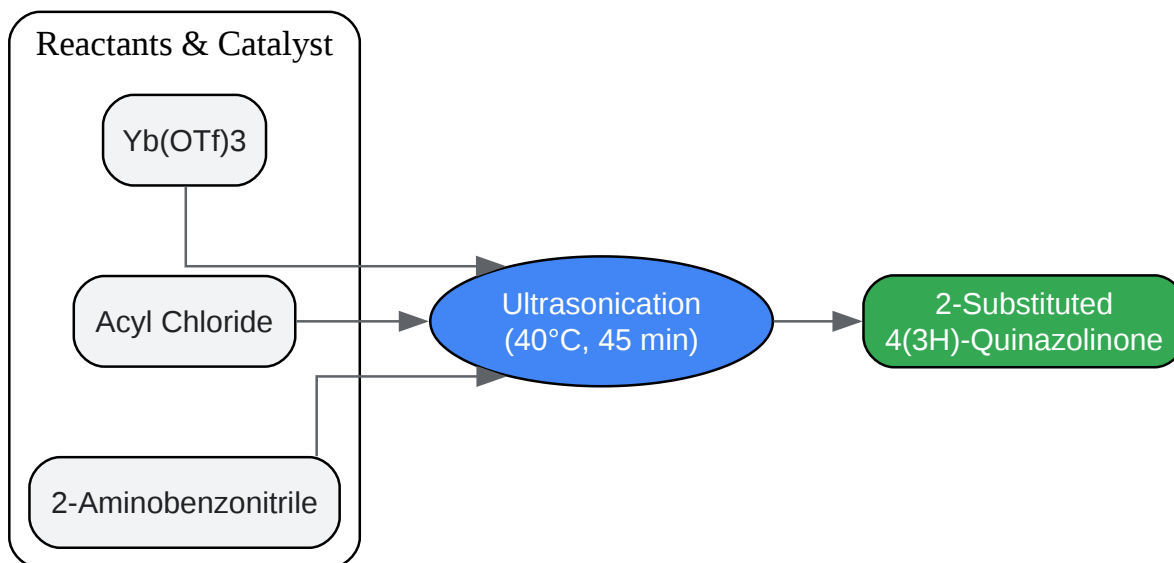 Reactants & Catalyst
Yb(OTf)3
Acyl Chloride
2-Aminobenzonitrile
Ultrasonication
(40°C, 45 min)
2-Substituted
4(3H)-Quinazolinone